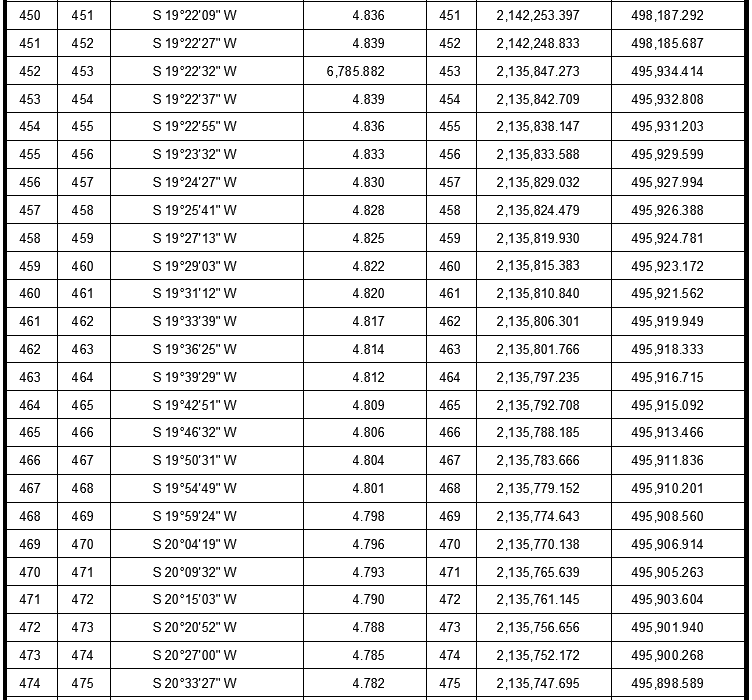 450 451 S 19°22'09" W 4.836 451 2,142,253.397 498,187.292
451 452 S 19°22'27" W 4.839 452 2,142,248.833 498,185.687
452 453 S 19°22'32" W 6,785.882 453 2,135,847.273 495,934.414
453 454 S 19°22'37" W 4.839 454 2,135,842.709 495,932.808
454 455 S 19°22'55" W 4.836 455 2,135,838.147 495,931.203
455 456 S 19°23'32" W 4.833 456 2,135,833.588 495,929.599
456 457 S 19°24'27" W 4.830 457 2,135,829.032 495,927.994
457 458 S 19°25'41" W 4.828 458 2,135,824.479 495,926.388
458 459 S 19°27'13" W 4.825 459 2,135,819.930 495,924.781
459 460 S 19°29'03" W 4.822 460 2,135,815.383 495,923.172
460 461 S 19°31'12" W 4.820 461 2,135,810.840 495,921.562
461 462 S 19°33'39" W 4.817 462 2,135,806.301 495,919.949
462 463 S 19°36'25" W 4.814 463 2,135,801.766 495,918.333
463 464 S 19°39'29" W 4.812 464 2,135,797.235 495,916.715
464 465 S 19°42'51" W 4.809 465 2,135,792.708 495,915.092
465 466 S 19°46'32" W 4.806 466 2,135,788.185 495,913.466
466 467 S 19°50'31" W 4.804 467 2,135,783.666 495,911.836
467 468 S 19°54'49" W 4.801 468 2,135,779.152 495,910.201
468 469 S 19°59'24" W 4.798 469 2,135,774.643 495,908.560
469 470 S 20°04'19" W 4.796 470 2,135,770.138 495,906.914
470 471 S 20°09'32" W 4.793 471 2,135,765.639 495,905.263
471 472 S 20°15'03" W 4.790 472 2,135,761.145 495,903.604
472 473 S 20°20'52" W 4.788 473 2,135,756.656 495,901.940
473 474 S 20°27'00" W 4.785 474 2,135,752.172 495,900.268
474 475 S 20°33'27" W 4.782 475 2,135,747.695 495,898.589